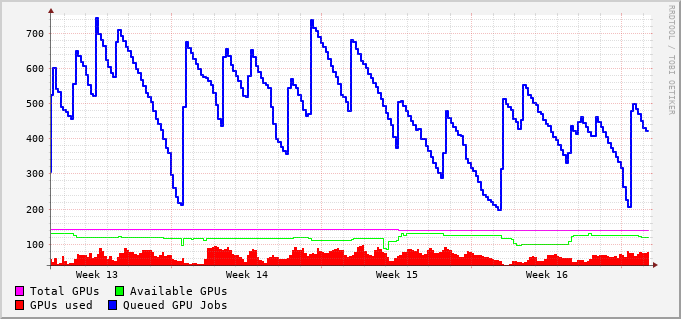 700
600
500
400
300
200
100
Week 13 Week 14 Week 15 Week 16
Total GPUs Available GPUs
GPUs used Queued GPU Jobs
RRDTOOL / TOBI OETIKER